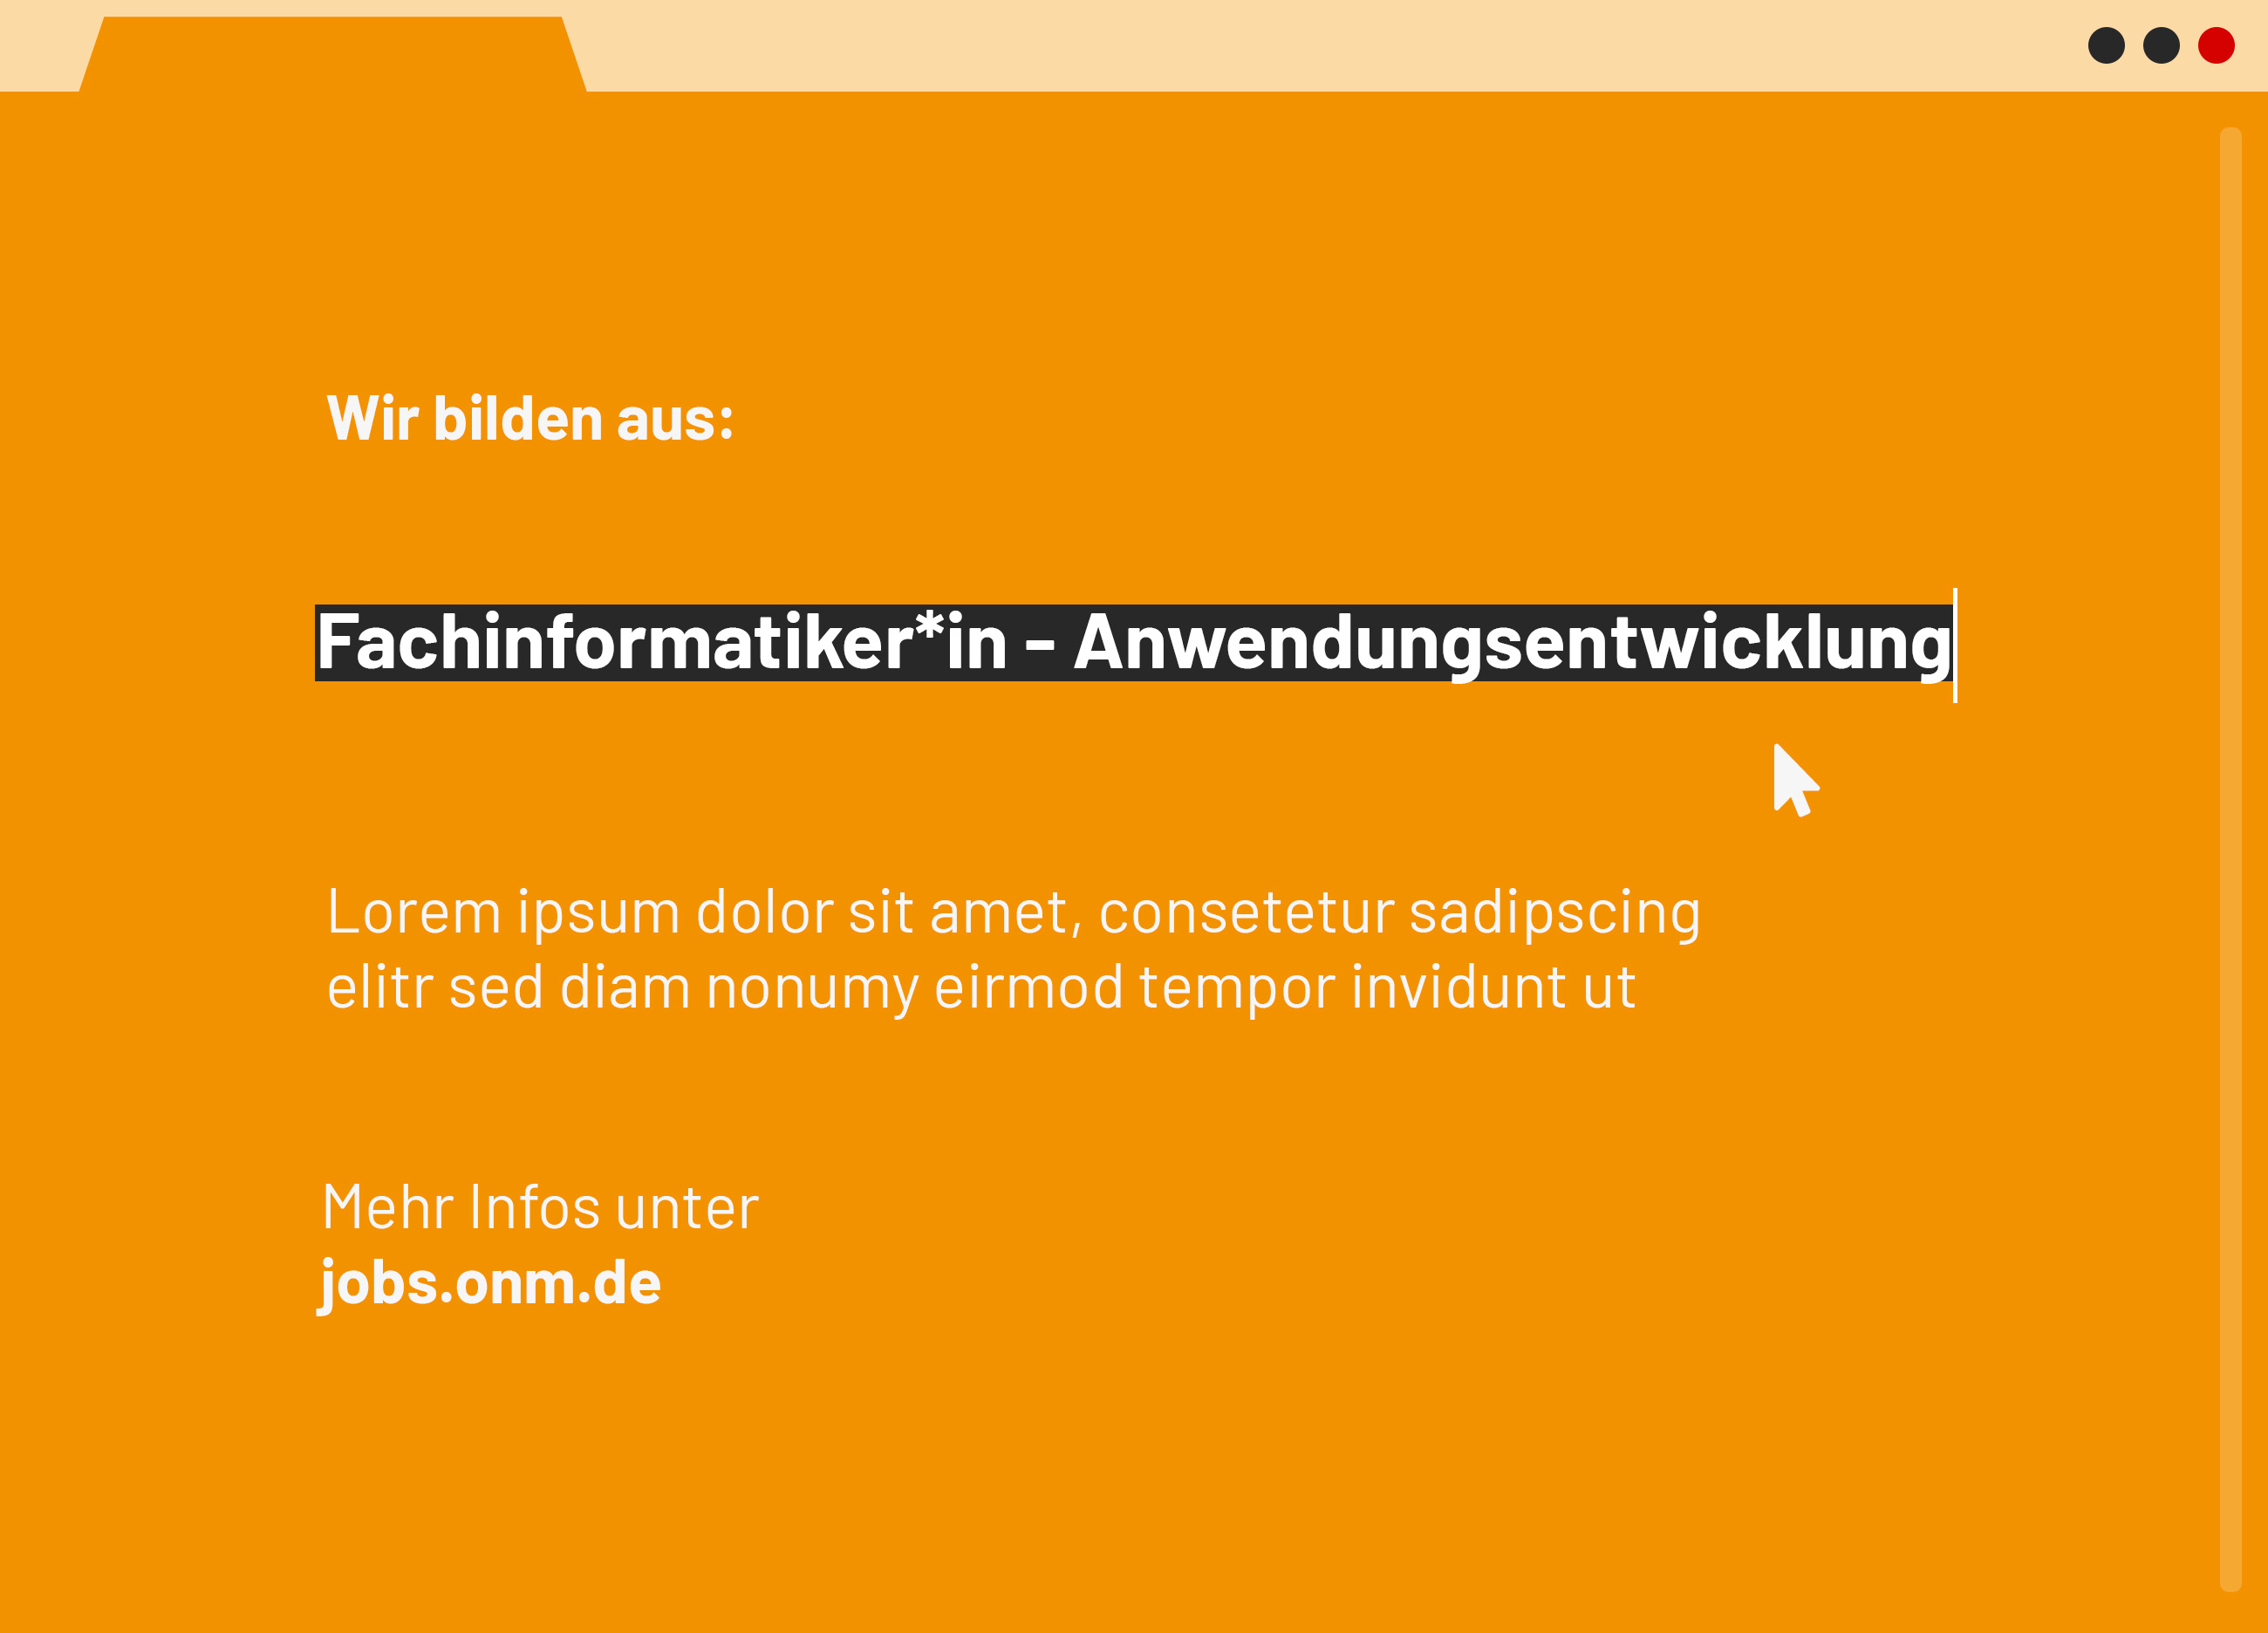 Wir bilden aus:
Fachinformatiker*in - Anwendungsentwicklung
Lorem ipsum dolor sit amet, consetetur sadipscing
elitr sed diam nonumy eirmod tempor invidunt ut
Mehr Infos unter
jobs.onm.de